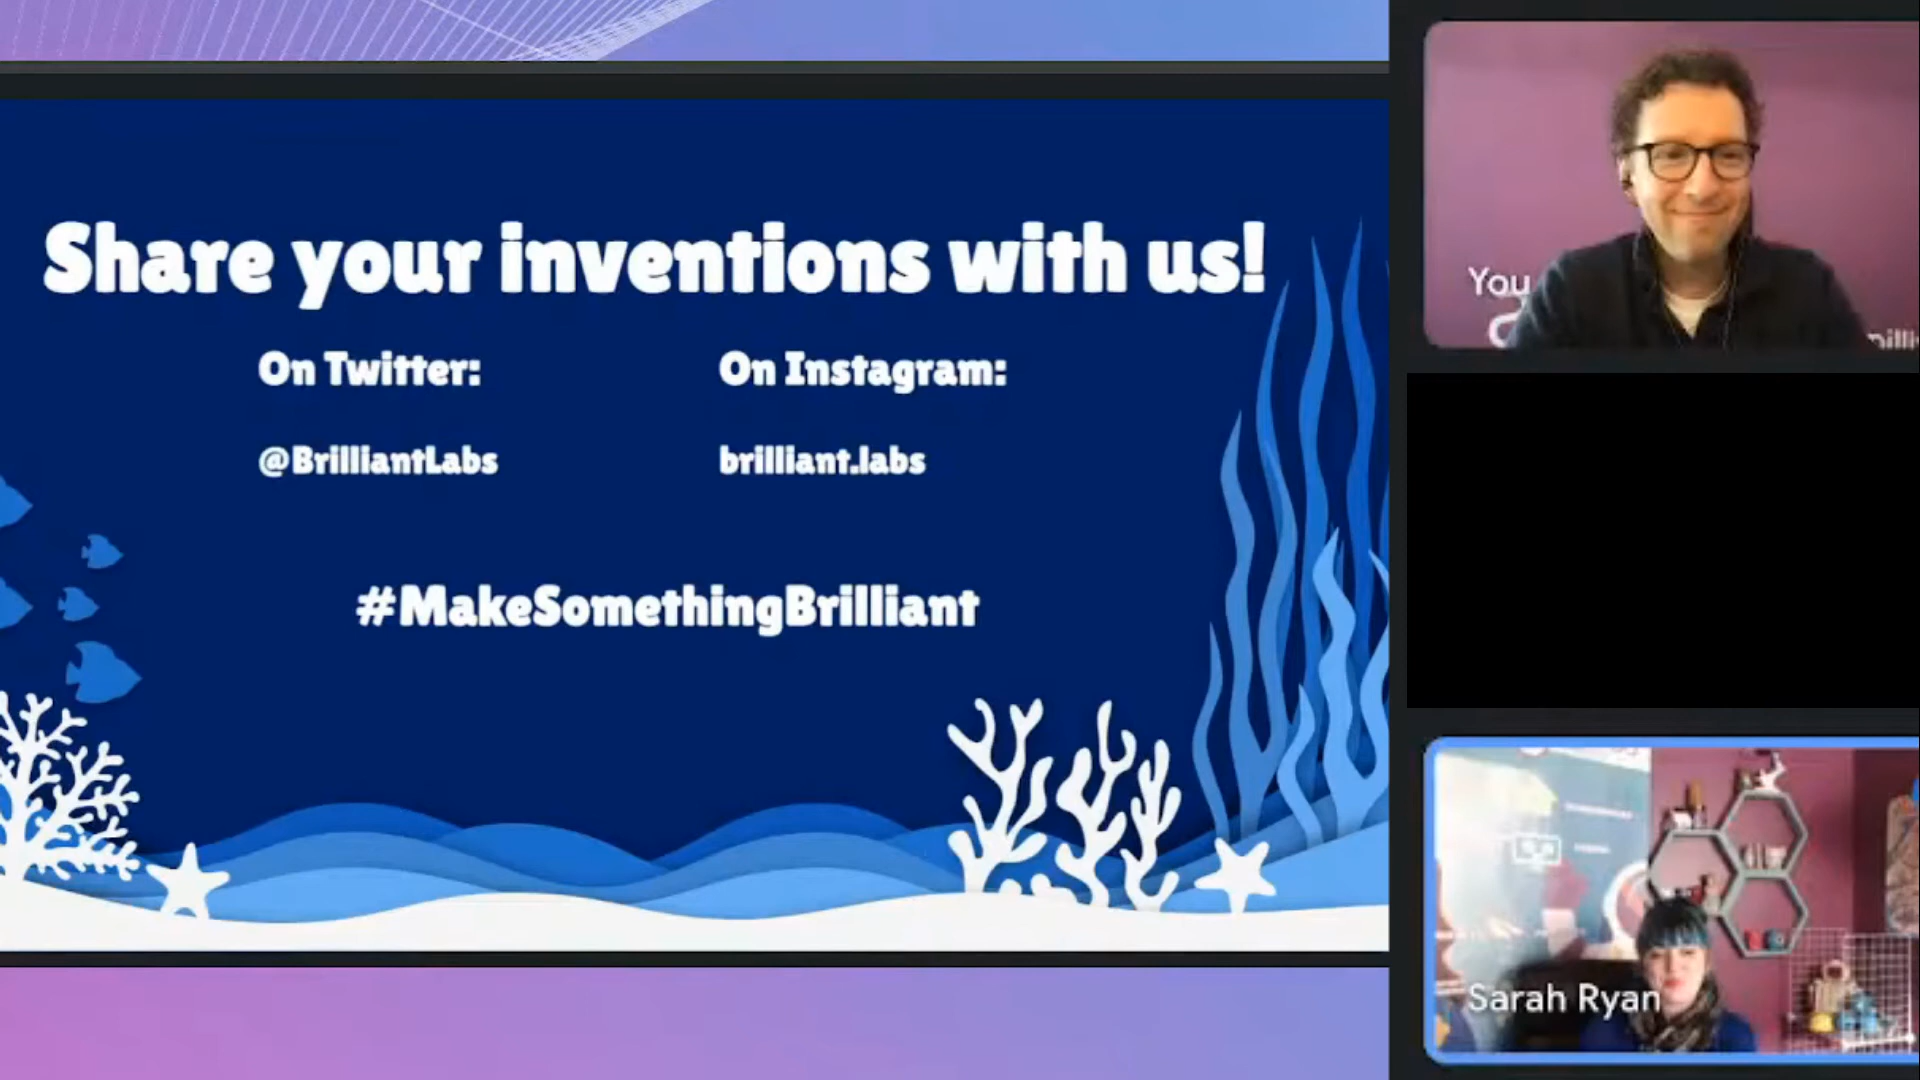 Share your inventions with us!
On Twitter:
On Instagram:
@BrilliantLabs
brilliant.labs
#MakeSomethingBrilliant
You
Sarah Ryan